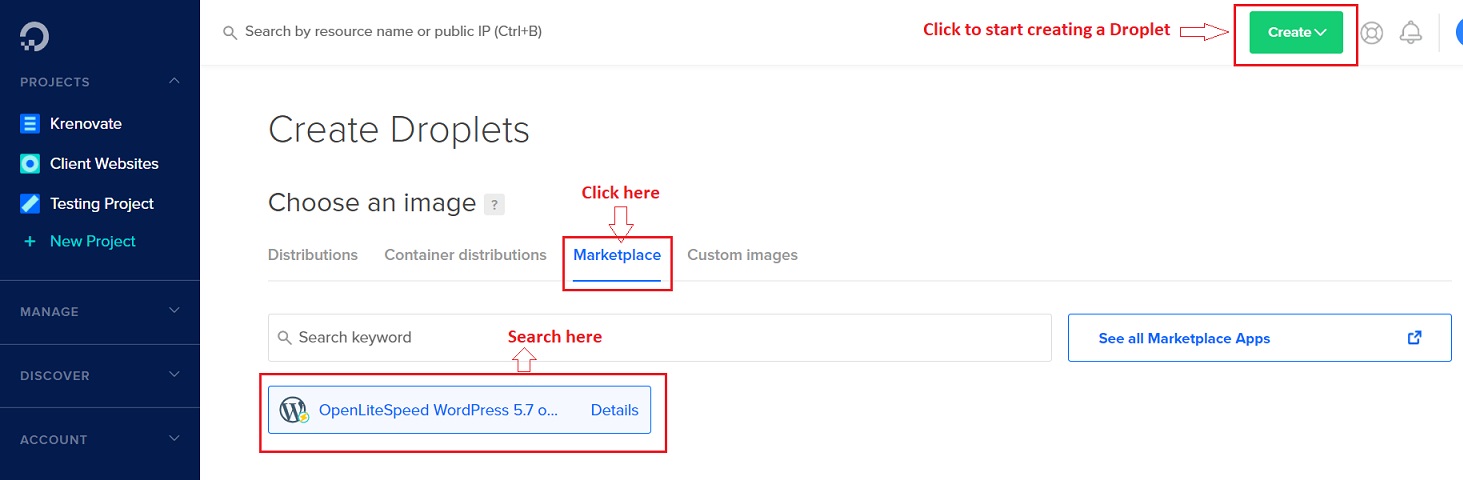 Search by resource name or public IP (Ctrl+B)
Click to start creating a Droplet
Create
PROJECTS
Krenovate
Client Websites
Testing Project
+ New Project
MANAGE
DISCOVER
ACCOUNT
Create Droplets
Choose an image ?
Click here
Distributions Container distributions Marketplace Custom images
Search keyword
Search here
See all Marketplace Apps
OpenLiteSpeed WordPress 5.7 o... Details